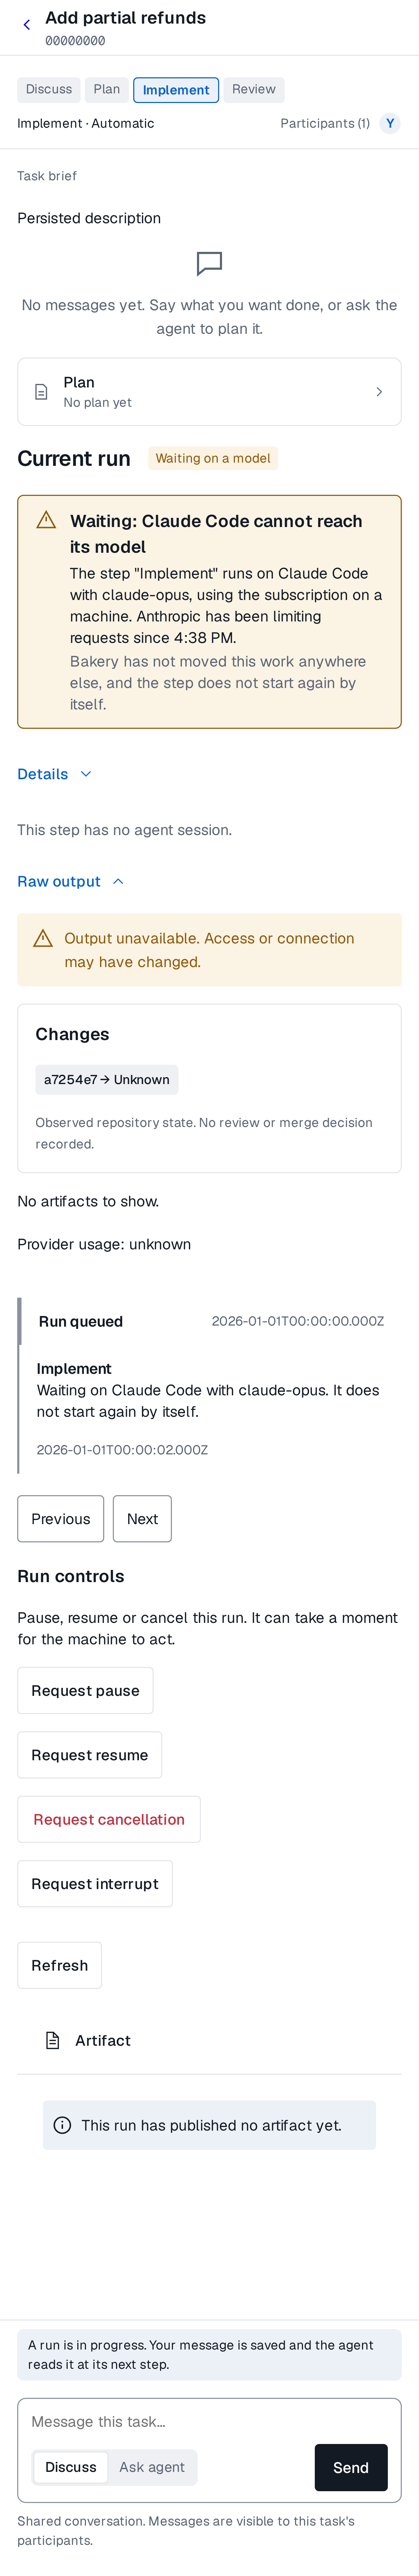 Add partial refunds
00000000
Discuss
Plan
Implement
Review
Implement · Automatic
Participants (1)
Y
Task brief
Persisted description
No messages yet. Say what you want done, or ask the
agent to plan it.
Plan
No plan yet
Current run
Waiting on a model
Waiting: Claude Code cannot reach
its model
The step "Implement" runs on Claude Code
with claude-opus, using the subscription on a
machine. Anthropic has been limiting
requests since 4:38 PM.
Bakery has not moved this work anywhere
else, and the step does not start again by
itself.
Details
This step has no agent session.
Raw output
Output unavailable. Access or connection
may have changed.
Changes
a7254e7 → Unknown
Observed repository state. No review or merge decision
recorded.
No artifacts to show.
Provider usage: unknown
Run queued
2026-01-01T00:00:00.000Z
Implement
Waiting on Claude Code with claude-opus. It does
not start again by itself.
2026-01-01T00:00:02.000Z
Previous
Next
Run controls
Pause, resume or cancel this run. It can take a moment
for the machine to act.
Request pause
Request resume
Request cancellation
Request interrupt
Refresh
Artifact
This run has published no artifact yet.
A run is in progress. Your message is saved and the agent
reads it at its next step.
Message this task...
Discuss
Ask agent
Send
Shared conversation. Messages are visible to this task's
participants.